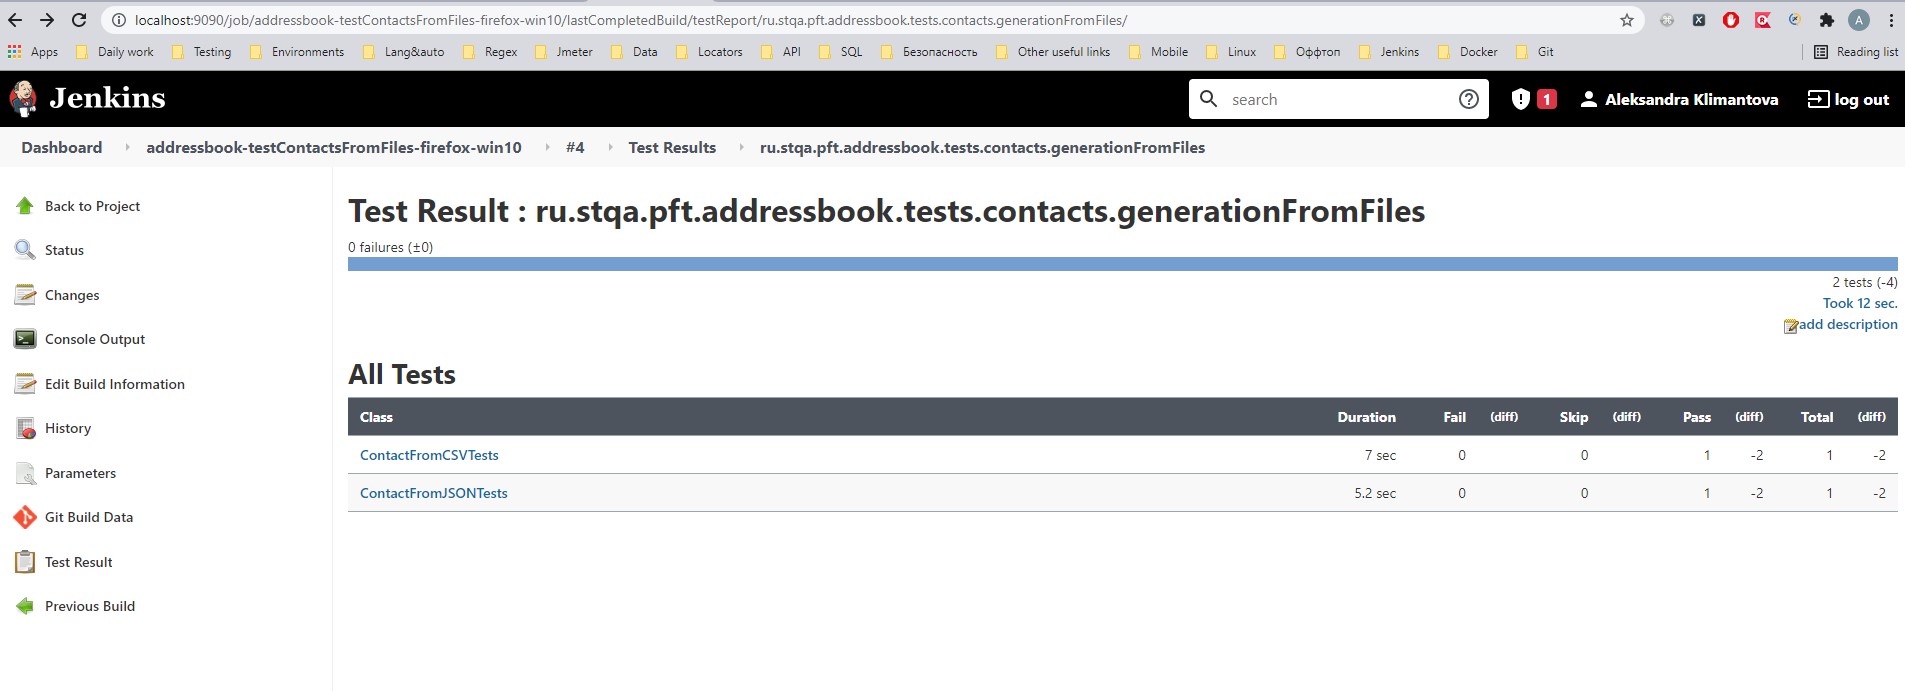 localhost:9090/job/addressbook-testContactsFromFiles-firefox-win10/lastCompletedBuild/testReport/ru.stqa.pft.addressbook.tests.contacts.generationFromFiles/
A
Apps Daily work Testing Environments Lang&auto Regex Jmeter Data Locators API SQL Безопасность Other useful links Mobile Linux Оффтоп Jenkins Docker Git Reading list
Jenkins search 1 Aleksandra Klimantova log out
Dashboard addressbook-testContactsFromFiles-firefox-win10 #4 Test Results ru.stqa.pft.addressbook.tests.contacts.generationFromFiles
Back to Project
Status
Changes
Console Output
Edit Build Information
History
Parameters
Git Build Data
Test Result
Previous Build
Test Result : ru.stqa.pft.addressbook.tests.contacts.generationFromFiles
0 failures (±0)
2 tests (-4)
Took 12 sec.
add description
All Tests
Class Duration Fail (diff) Skip (diff) Pass (diff) Total (diff)
ContactFromCSVTests 7 sec 0 0 1 -2 1 -2
ContactFromJSONTests 5.2 sec 0 0 1 -2 1 -2